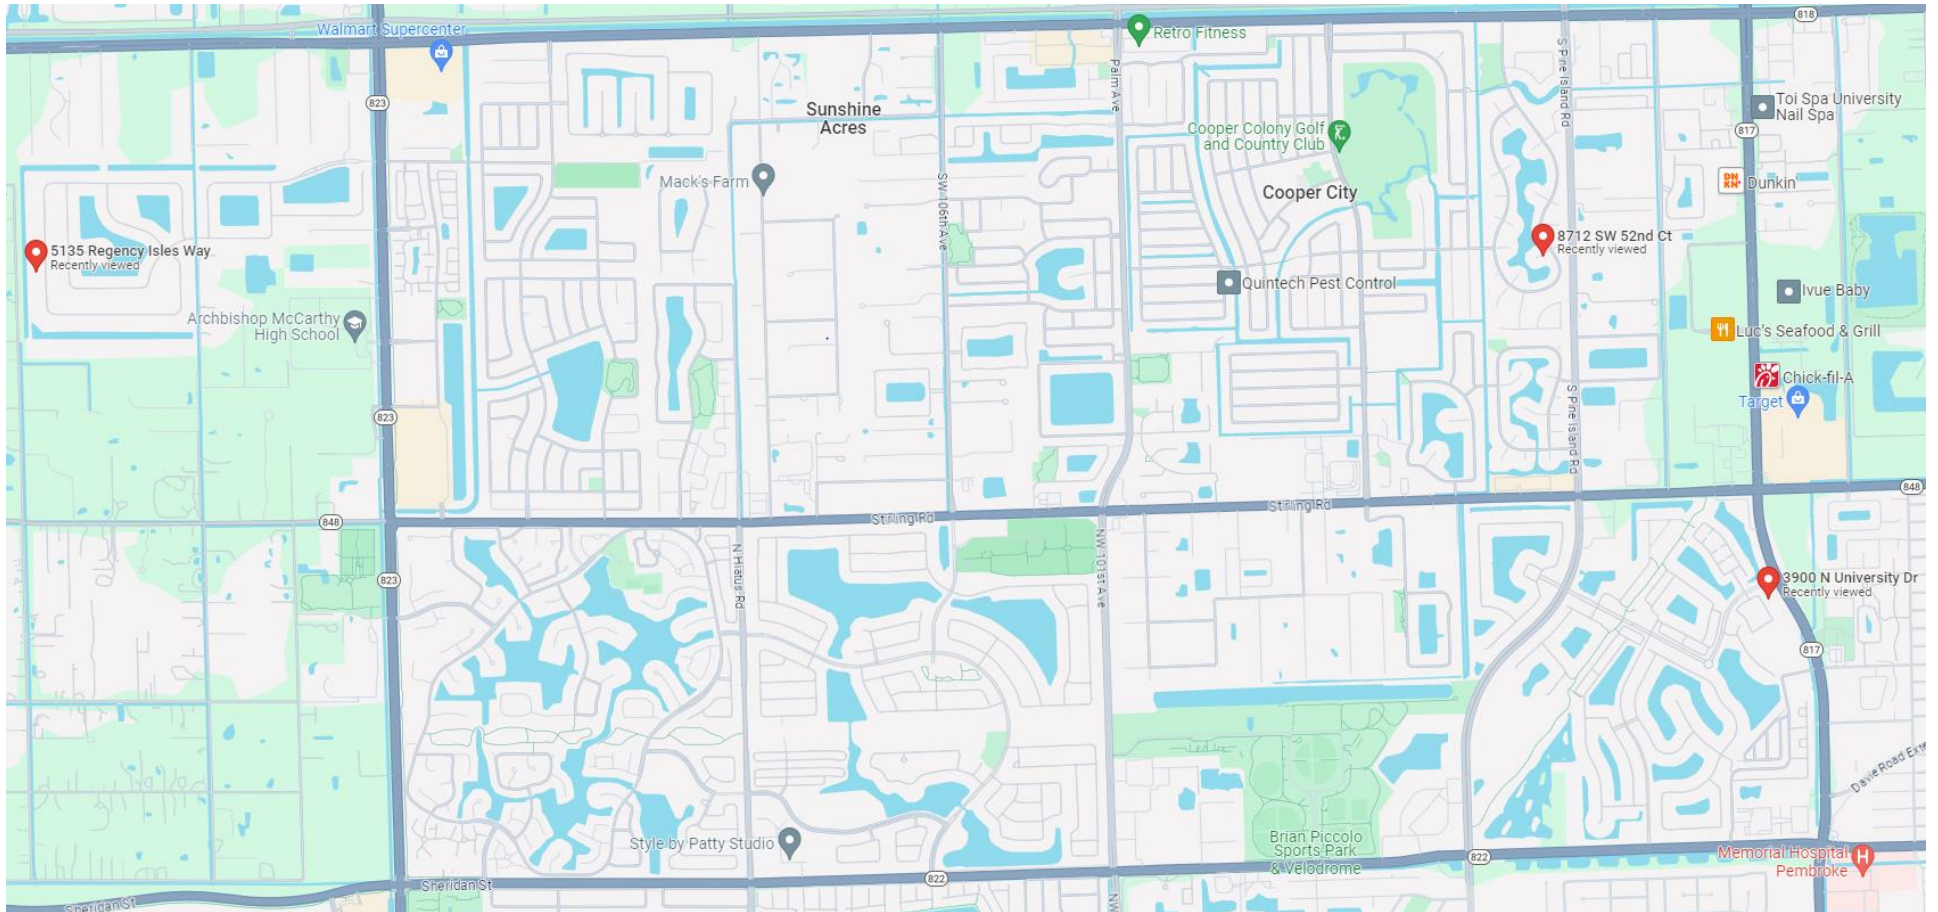 818
Walmart Supercenter
Retro Fitness
823
Palm Ave
S Pine Island Rd
Toi Spa University
Nail Spa
Sunshine
Acres
817
Cooper Colony Golf
and Country Club
Mack's Farm
SW 106th Ave
Cooper City
DN
KN'
Dunkin'
5135 Regency Isles Way
Recently viewed
8712 SW 52nd Ct
Recently viewed
Quintech Pest Control
Ivue Baby
Archbishop McCarthy
High School
Luc's Seafood & Grill
Chick-fil-A
Target
823
S Pine Island Rd
848
848
Stirling Rd
Stirling Rd
823
N Hiatus Rd
NW 101st Ave
3900 N University Dr
Recently viewed
817
Davie Road Exte
Style by Patty Studio
Brian Piccolo
Sports Park
& Velodrome
822
Memorial Hospital
Pembroke
H
Sheridan St
822
Sheridan St
NW